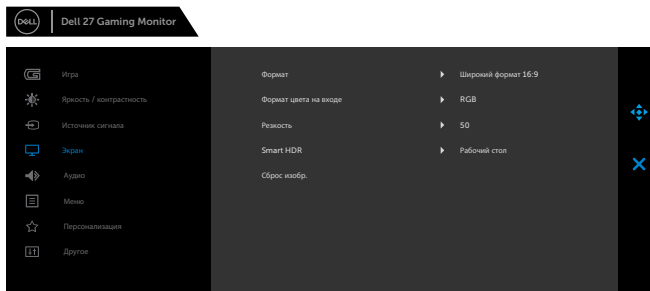 DELL
Dell 27 Gaming Monitor
Игра
Формат
Широкий формат 16:9
Яркость / контрастность
Формат цвета на входе
RGB
Источник сигнала
Резкость
50
Экран
Smart HDR
Рабочий стол
Аудио
Сброс изобр.
Меню
Персонализация
Другое